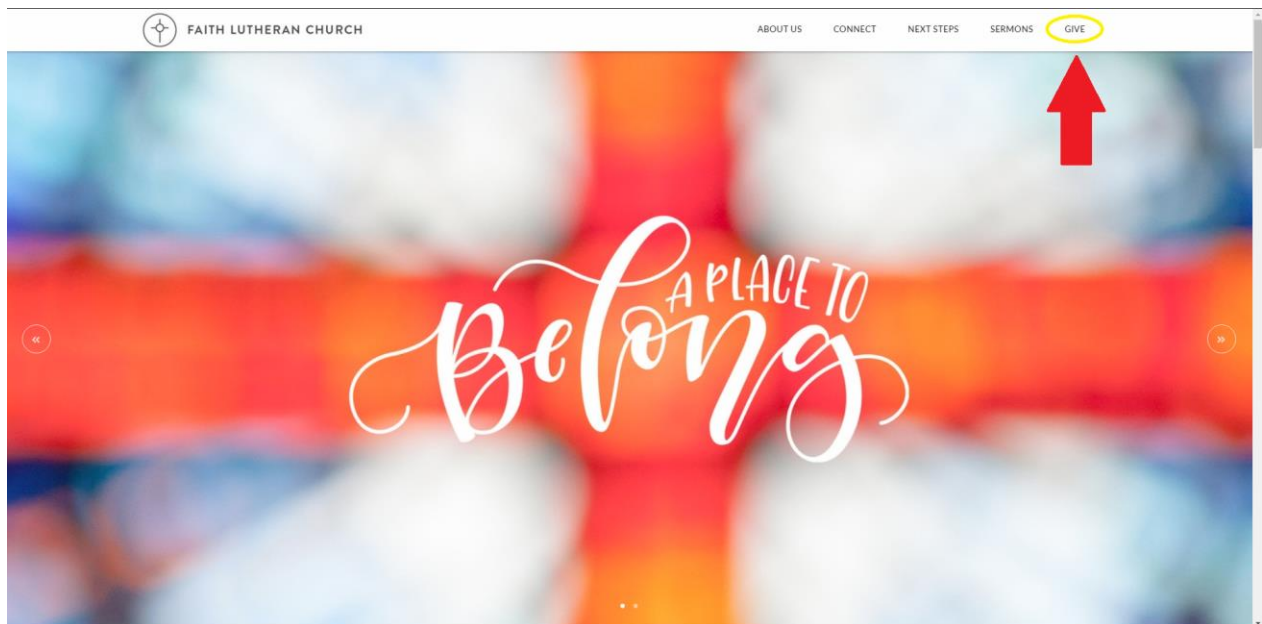 FAITH LUTHERAN CHURCH
ABOUT US CONNECT NEXT STEPS SERMONS GIVE
A PLACE TO
Belong